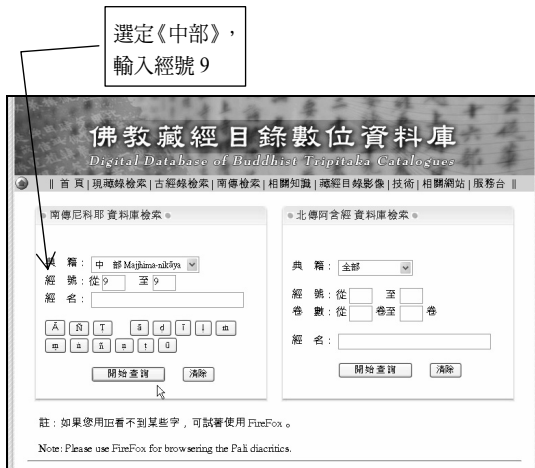 選定《中部》，
輸入經號 9
佛教藏經目錄數位資料庫
Digital Database of Buddhist Tripitaka Catalogues
‖ 首 頁 | 現藏錄檢索 | 古經錄檢索 | 南傳檢索 | 相關知識 | 藏經目錄影像 | 技術 | 相關網站 | 服務台 ‖
南傳尼科耶 資料庫檢索
典 籍： 中 部 Majjhima-nikāya
經 號：從 9 至 9
經 名：
Ā Ñ Ṭ ā ḍ ī ḷ ṁ
ṃ ṅ ñ ṇ ṭ ū
開始查詢 清除
北傳阿含經 資料庫檢索
典 籍： 全部
經 號：從 至
卷 數：從 卷至 卷
經 名：
開始查詢 清除
註：如果您用IE看不到某些字，可試著使用 FireFox 。
Note: Please use FireFox for browsering the Pali diacritics.